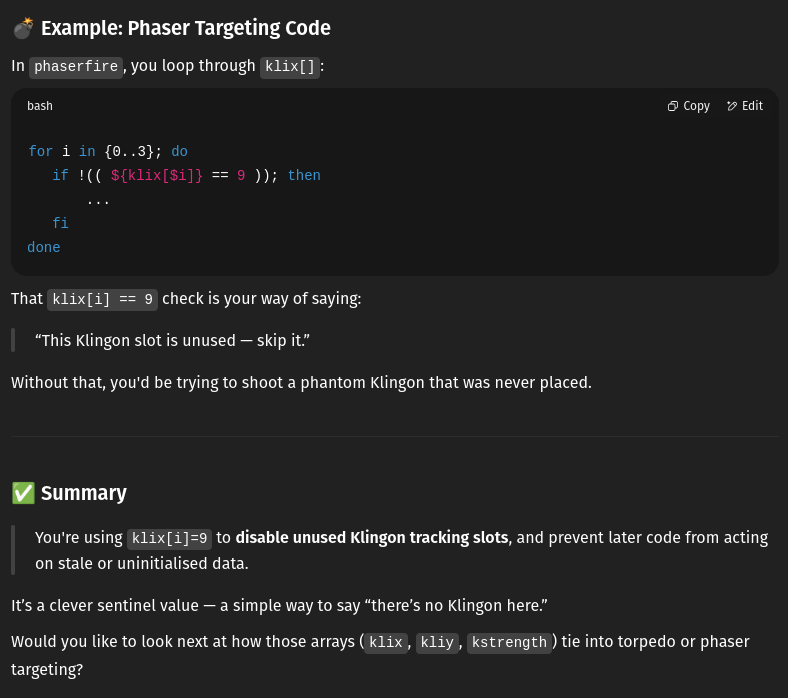 💣 Example: Phaser Targeting Code
In phaserfire, you loop through klix[]:
bash
Copy
Edit
for i in {0..3}; do
if !(( ${klix[$i]} == 9 )); then
...
fi
done
That klix[i] == 9 check is your way of saying:
“This Klingon slot is unused — skip it.”
Without that, you'd be trying to shoot a phantom Klingon that was never placed.
✅ Summary
You're using klix[i]=9 to disable unused Klingon tracking slots, and prevent later code from acting
on stale or uninitialised data.
It’s a clever sentinel value — a simple way to say “there’s no Klingon here.”
Would you like to look next at how those arrays (klix, kliy, kstrength) tie into torpedo or phaser
targeting?